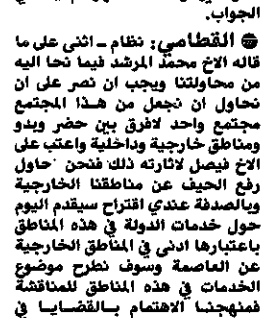 الجواب.
● القطامي: نظام – اثنى على ما
قاله الاخ محمد المرشد فيما نحا اليه
من محاولتنا ويجب ان نصر على ان
نحاول ان نجعل من هذا المجتمع
مجتمع واحد لافرق بين حضر وبدو
ومناطق خارجية وداخلية واعتب على
الاخ فيصل لاثارته ذلك فنحن حاول
رفع الحيف عن مناطقنا الخارجية
وبالصدفة عندي اقتراح سيقدم اليوم
حول خدمات الدولة في هذه المناطق
باعتبارها ادنى في المناطق الخارجية
عن العاصمة وسوف نطرح موضوع
الخدمات في هذه المناطق للمناقشة
فمنهجنا الاهتمام بالقضايا في